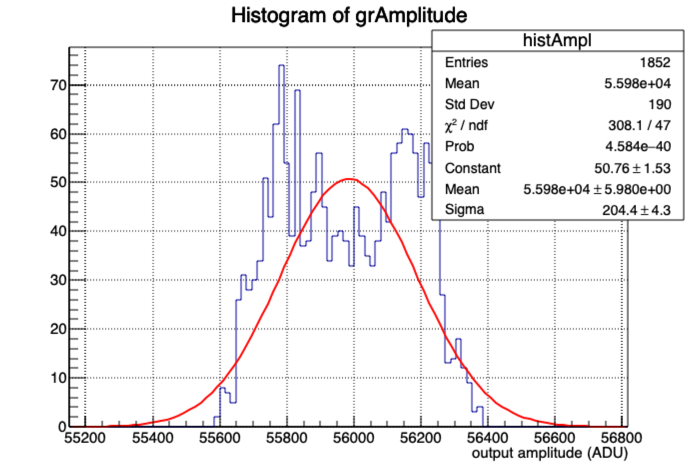 Histogram of grAmplitude
histAmpl
Entries 1852
Mean 5.598e+04
Std Dev 190
χ² / ndf 308.1 / 47
Prob 4.584e−40
Constant 50.76 ± 1.53
Mean 5.598e+04 ± 5.980e+00
Sigma 204.4 ± 4.3
70
60
50
40
30
20
10
0
55200 55400 55600 55800 56000 56200 56400 56600 56800
output amplitude (ADU)